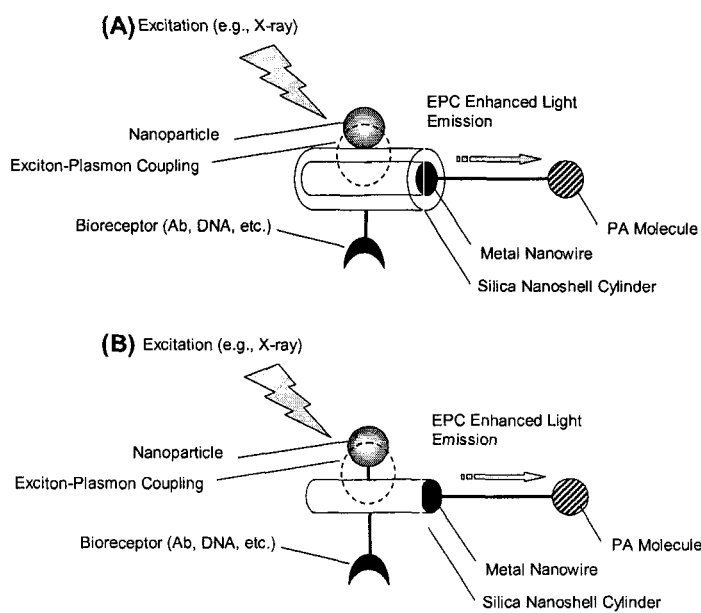 (A) Excitation (e.g., X-ray)
EPC Enhanced Light
Emission
Nanoparticle
Exciton-Plasmon Coupling
Bioreceptor (Ab, DNA, etc.)
PA Molecule
Metal Nanowire
Silica Nanoshell Cylinder
(B) Excitation (e.g., X-ray)
EPC Enhanced Light
Emission
Nanoparticle
Exciton-Plasmon Coupling
Bioreceptor (Ab, DNA, etc.)
PA Molecule
Metal Nanowire
Silica Nanoshell Cylinder